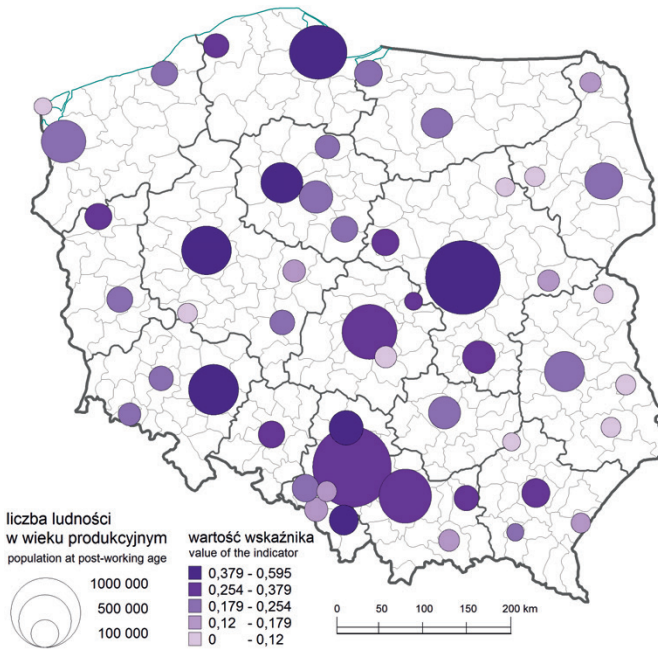 liczba ludności
w wieku produkcyjnym
population at post-working age
1000 000
500 000
100 000
wartość wskaźnika
value of the indicator
0,379 - 0,595
0,254 - 0,379
0,179 - 0,254
0,12 - 0,179
0 - 0,12
0 50 100 150 200 km